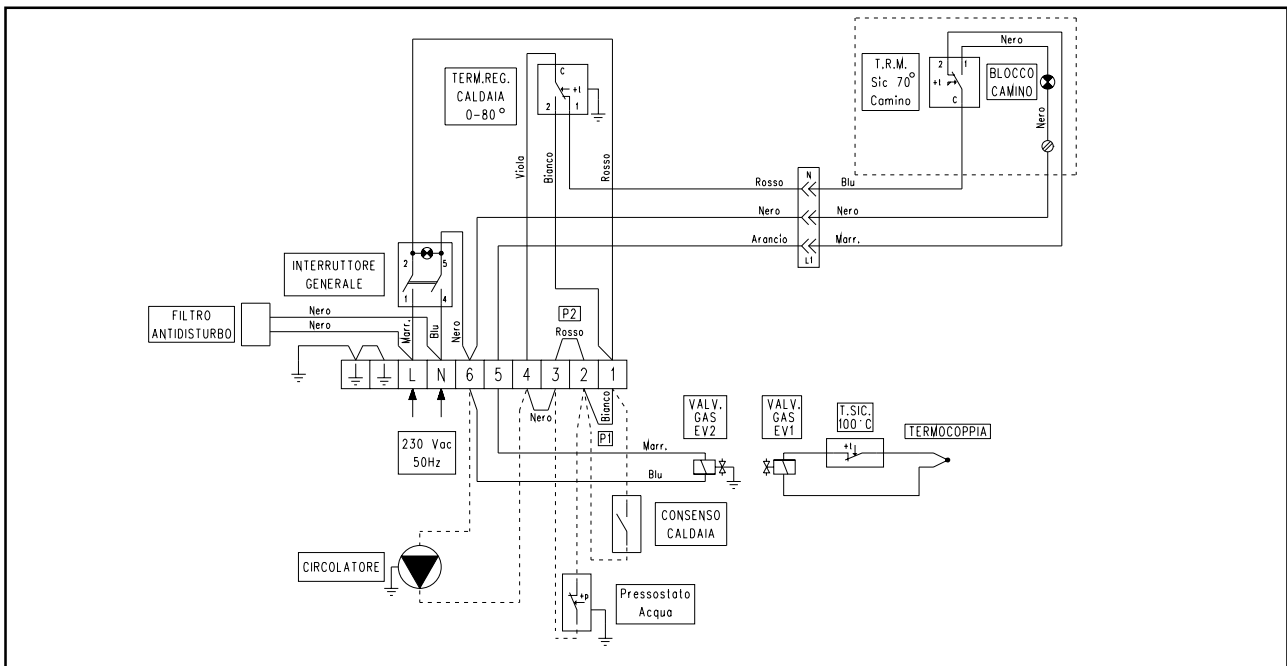 TERM.REG.
CALDAIA
0-80°
C
+t
2 1
Viola
Bianco
Rosso
T.R.M.
Sic 70°
Camino
2 1
+t
C
Nero
BLOCCO
CAMINO
Nero
Rosso
N
Blu
Nero
Nero
Arancio
Marr.
L1
INTERRUTTORE
GENERALE
2 5
1 4
FILTRO
ANTIDISTURBO
Nero
Nero
Marr.
Blu
Nero
P2
Rosso
L N 6 5 4 3 2 1
Nero
Bianco
P1
230 Vac
50Hz
Marr.
Blu
VALV.
GAS
EV2
VALV.
GAS
EV1
T.SIC.
100°C
+t
TERMOCOPPIA
CONSENSO
CALDAIA
CIRCOLATORE
+p
Pressostato
Acqua